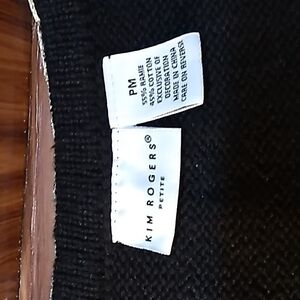 PM
55% RAMIE
45% COTTON
EXCLUSIVE OF
DECORATION
MADE IN CHINA
CARE ON REVERSE
KIM ROGERS®
PETITE